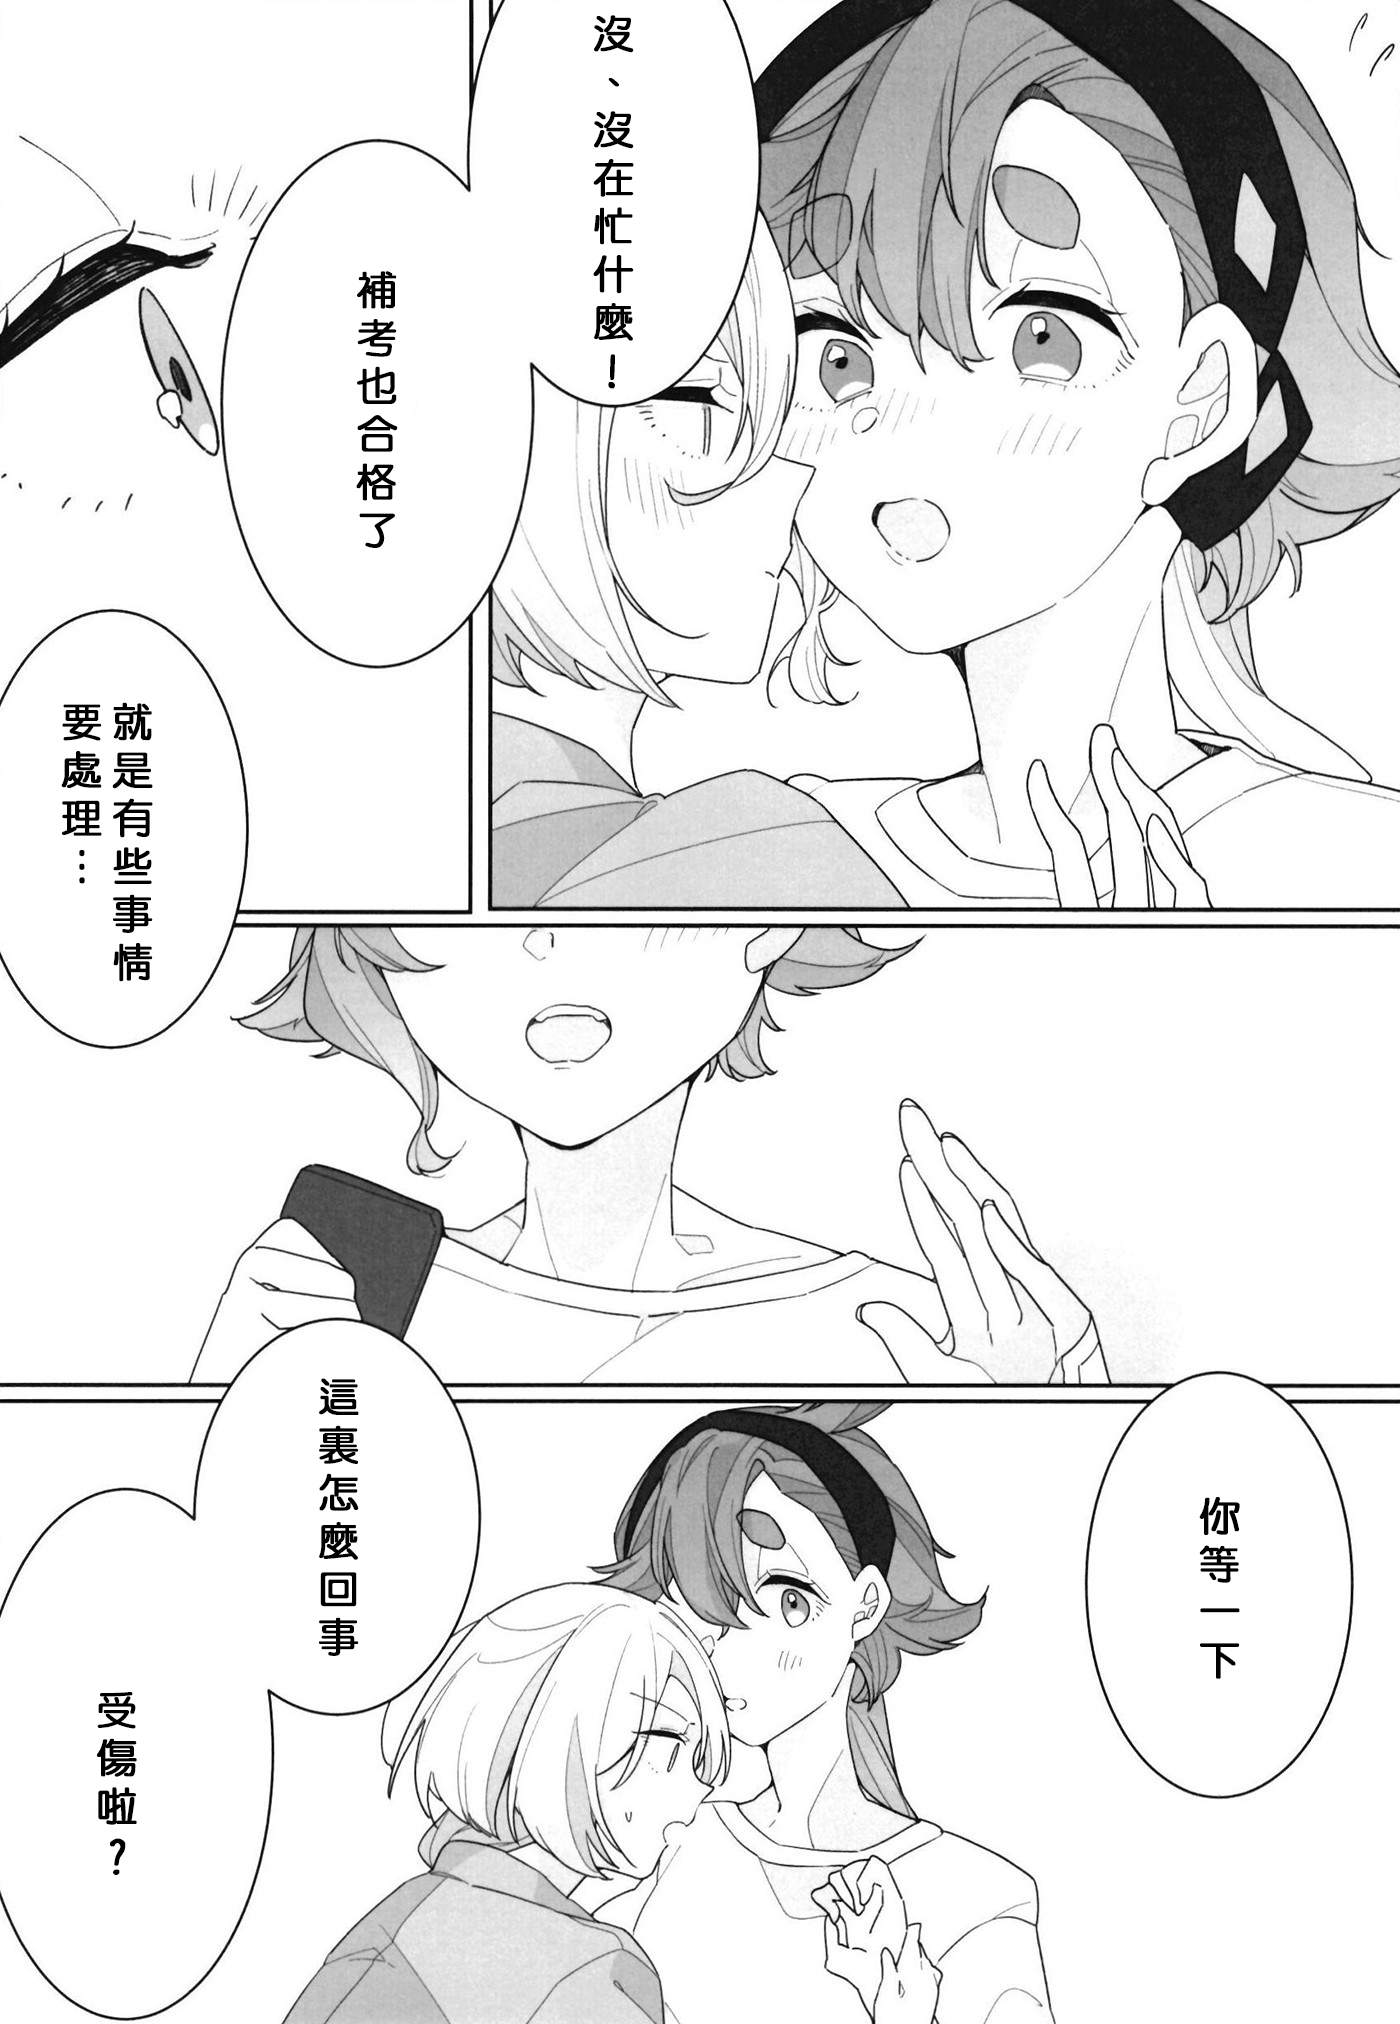 沒、沒在忙什麼！
補考也合格了
就是有些事情
要處理…
你等一下
這裏怎麼回事
受傷啦？